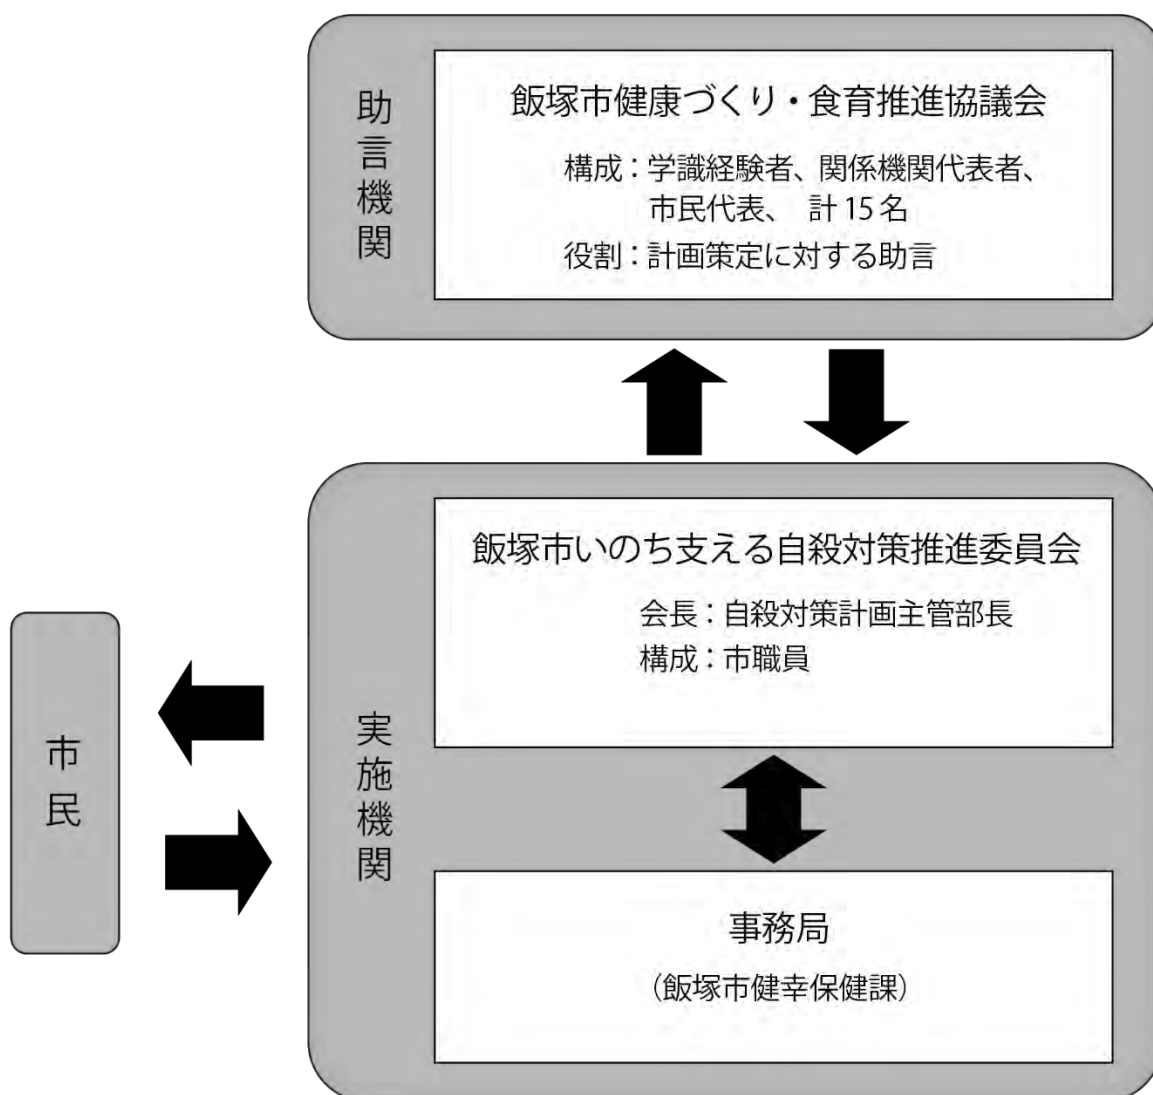 助言機関
飯塚市健康づくり・食育推進協議会
構成：学識経験者、関係機関代表者、
市民代表、 計 15 名
役割：計画策定に対する助言
実施機関
飯塚市いのち支える自殺対策推進委員会
会長：自殺対策計画主管部長
構成：市職員
市民
事務局
（飯塚市健幸保健課）